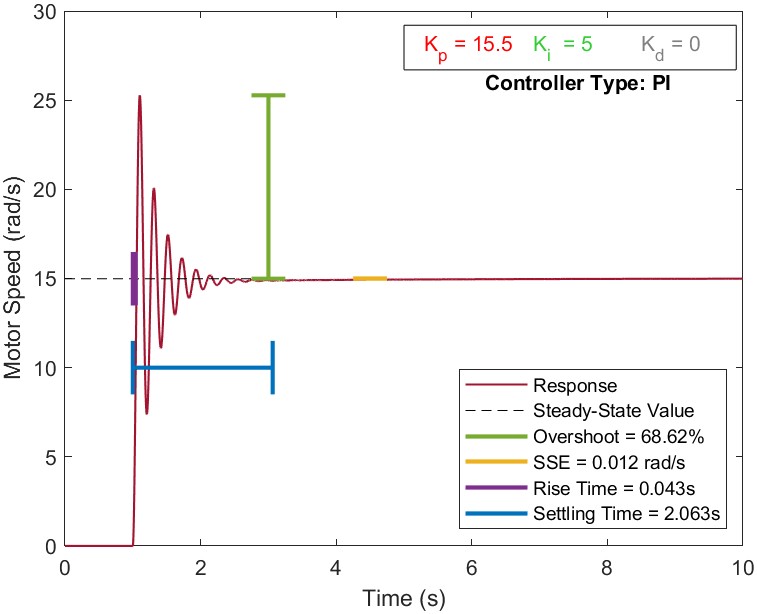 30
25
20
15
10
5
0
Motor Speed (rad/s)
Kp = 15.5 Ki = 5 Kd = 0
Controller Type: PI
Response
Steady-State Value
Overshoot = 68.62%
SSE = 0.012 rad/s
Rise Time = 0.043s
Settling Time = 2.063s
0 2 4 6 8 10
Time (s)